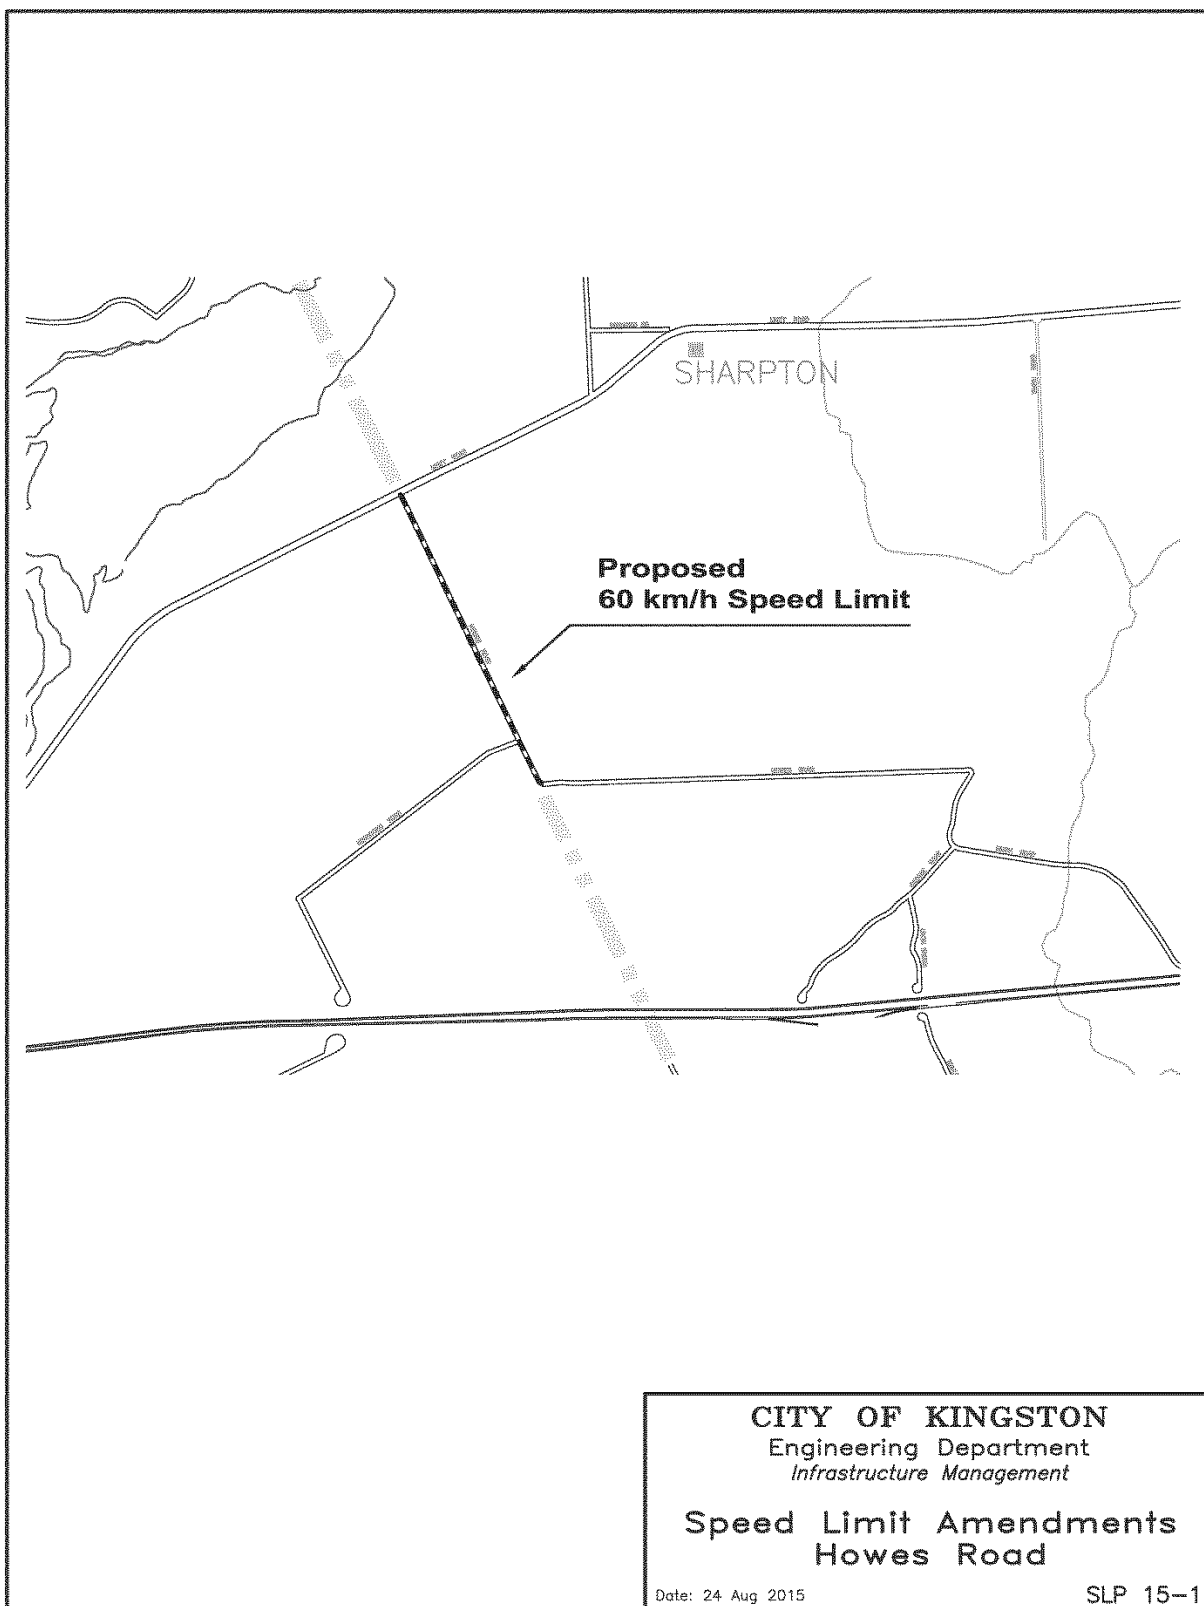 SHARPTON
Proposed
60 km/h Speed Limit
CITY OF KINGSTON
Engineering Department
Infrastructure Management
Speed Limit Amendments
Howes Road
Date: 24 Aug 2015
SLP 15-1